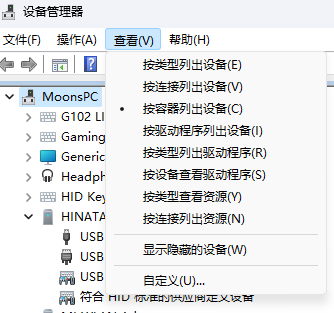 设备管理器
文件(F) 操作(A) 查看(V) 帮助(H)
按类型列出设备(E)
按连接列出设备(V)
按容器列出设备(C)
按驱动程序列出设备(I)
按类型列出驱动程序(R)
按设备查看驱动程序(S)
按类型查看资源(Y)
按连接列出资源(N)
显示隐藏的设备(W)
自定义(U)...
MoonsPC
G102 LI
Gaming
Generic
Headph
HID Key
HINATA
USB
USB
USB
符合 HID 标准的供应商定义设备